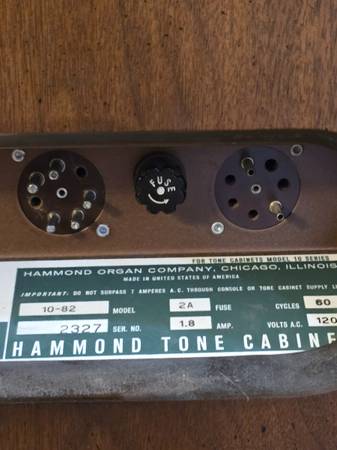 FUSE
FOR TONE CABINETS MODEL 10 SERIES
HAMMOND ORGAN COMPANY, CHICAGO, ILLINOIS
MADE IN UNITED STATES OF AMERICA
IMPORTANT: DO NOT SURPASS 7 AMPERES A.C. THROUGH CONSOLE OR TONE CABINET SUPPLY LI
10-82 MODEL 2A FUSE CYCLES 60
2327 SER. NO. 1.8 AMP. VOLTS A.C. 120
HAMMOND TONE CABINE